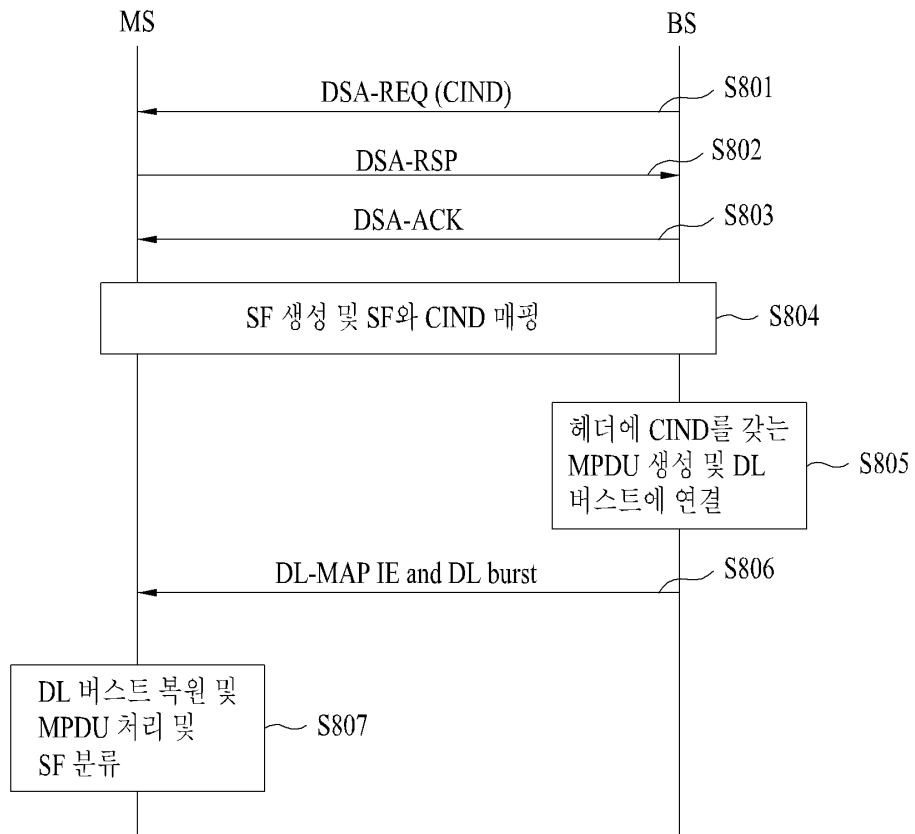 MS
BS
DSA-REQ (CIND)
S801
DSA-RSP
S802
DSA-ACK
S803
SF 생성 및 SF와 CIND 매핑
S804
헤더에 CIND를 갖는
MPDU 생성 및 DL
버스트에 연결
S805
DL-MAP IE and DL burst
S806
DL 버스트 복원 및
MPDU 처리 및
SF 분류
S807